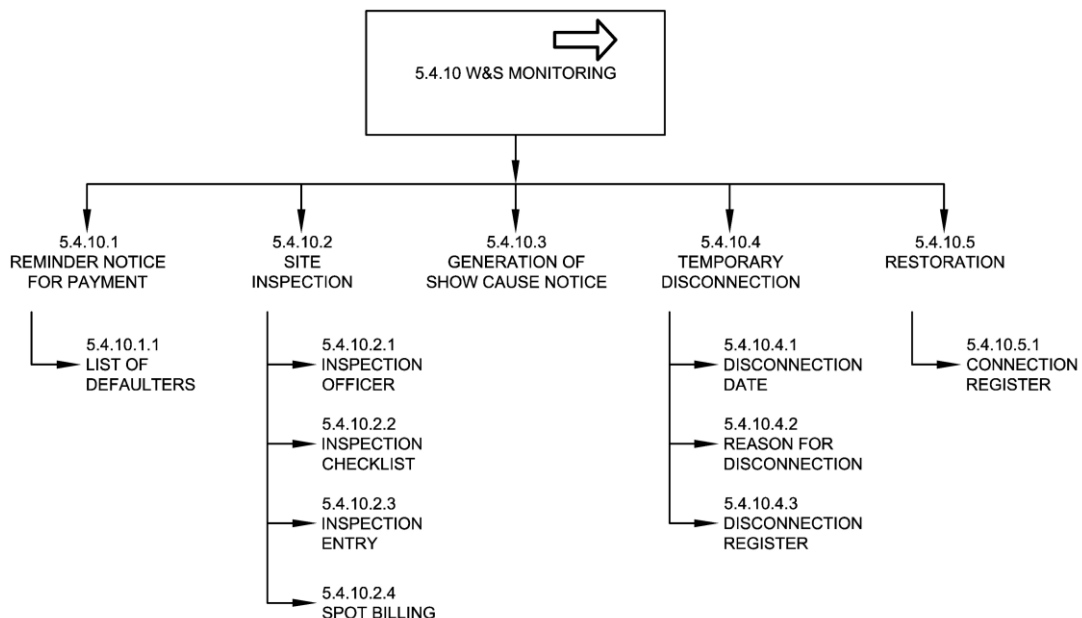 5.4.10 W&S MONITORING
5.4.10.1
REMINDER NOTICE
FOR PAYMENT
5.4.10.1.1
LIST OF
DEFAULTERS
5.4.10.2
SITE
INSPECTION
5.4.10.2.1
INSPECTION
OFFICER
5.4.10.2.2
INSPECTION
CHECKLIST
5.4.10.2.3
INSPECTION
ENTRY
5.4.10.2.4
SPOT BILLING
5.4.10.3
GENERATION OF
SHOW CAUSE NOTICE
5.4.10.4
TEMPORARY
DISCONNECTION
5.4.10.4.1
DISCONNECTION
DATE
5.4.10.4.2
REASON FOR
DISCONNECTION
5.4.10.4.3
DISCONNECTION
REGISTER
5.4.10.5
RESTORATION
5.4.10.5.1
CONNECTION
REGISTER